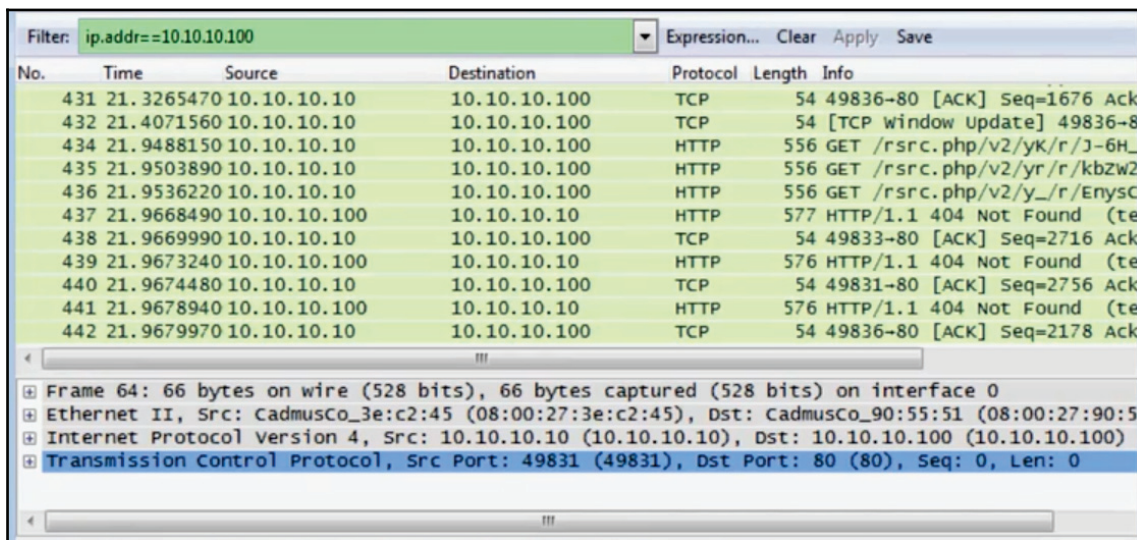 Filter: ip.addr==10.10.10.100 Expression... Clear Apply Save
No. Time Source Destination Protocol Length Info
431 21.3265470 10.10.10.10 10.10.10.100 TCP 54 49836→80 [ACK] Seq=1676 Ack
432 21.4071560 10.10.10.10 10.10.10.100 TCP 54 [TCP Window Update] 49836→8
434 21.9488150 10.10.10.10 10.10.10.100 HTTP 556 GET /rsrc.php/v2/yK/r/J-6H_
435 21.9503890 10.10.10.10 10.10.10.100 HTTP 556 GET /rsrc.php/v2/yr/r/kbZW2
436 21.9536220 10.10.10.10 10.10.10.100 HTTP 556 GET /rsrc.php/v2/y_/r/EnysC
437 21.9668490 10.10.10.100 10.10.10.10 HTTP 577 HTTP/1.1 404 Not Found (te
438 21.9669990 10.10.10.10 10.10.10.100 TCP 54 49833→80 [ACK] Seq=2716 Ack
439 21.9673240 10.10.10.100 10.10.10.10 HTTP 576 HTTP/1.1 404 Not Found (te
440 21.9674480 10.10.10.10 10.10.10.100 TCP 54 49831→80 [ACK] Seq=2756 Ack
441 21.9678940 10.10.10.100 10.10.10.10 HTTP 576 HTTP/1.1 404 Not Found (te
442 21.9679970 10.10.10.10 10.10.10.100 TCP 54 49836→80 [ACK] Seq=2178 Ack
Frame 64: 66 bytes on wire (528 bits), 66 bytes captured (528 bits) on interface 0
Ethernet II, Src: CadmusCo_3e:c2:45 (08:00:27:3e:c2:45), Dst: CadmusCo_90:55:51 (08:00:27:90:5
Internet Protocol Version 4, Src: 10.10.10.10 (10.10.10.10), Dst: 10.10.10.100 (10.10.10.100)
Transmission Control Protocol, Src Port: 49831 (49831), Dst Port: 80 (80), Seq: 0, Len: 0